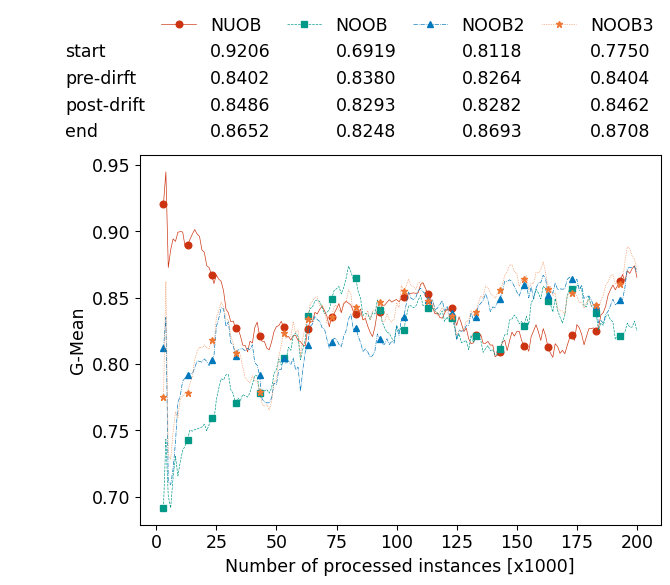 NUOB NOOB NOOB2 NOOB3
start 0.9206 0.6919 0.8118 0.7750
pre-dirft 0.8402 0.8380 0.8264 0.8404
post-drift 0.8486 0.8293 0.8282 0.8462
end 0.8652 0.8248 0.8693 0.8708
0.95
0.90
0.85
0.80
0.75
0.70
G-Mean
0 25 50 75 100 125 150 175 200
Number of processed instances [x1000]